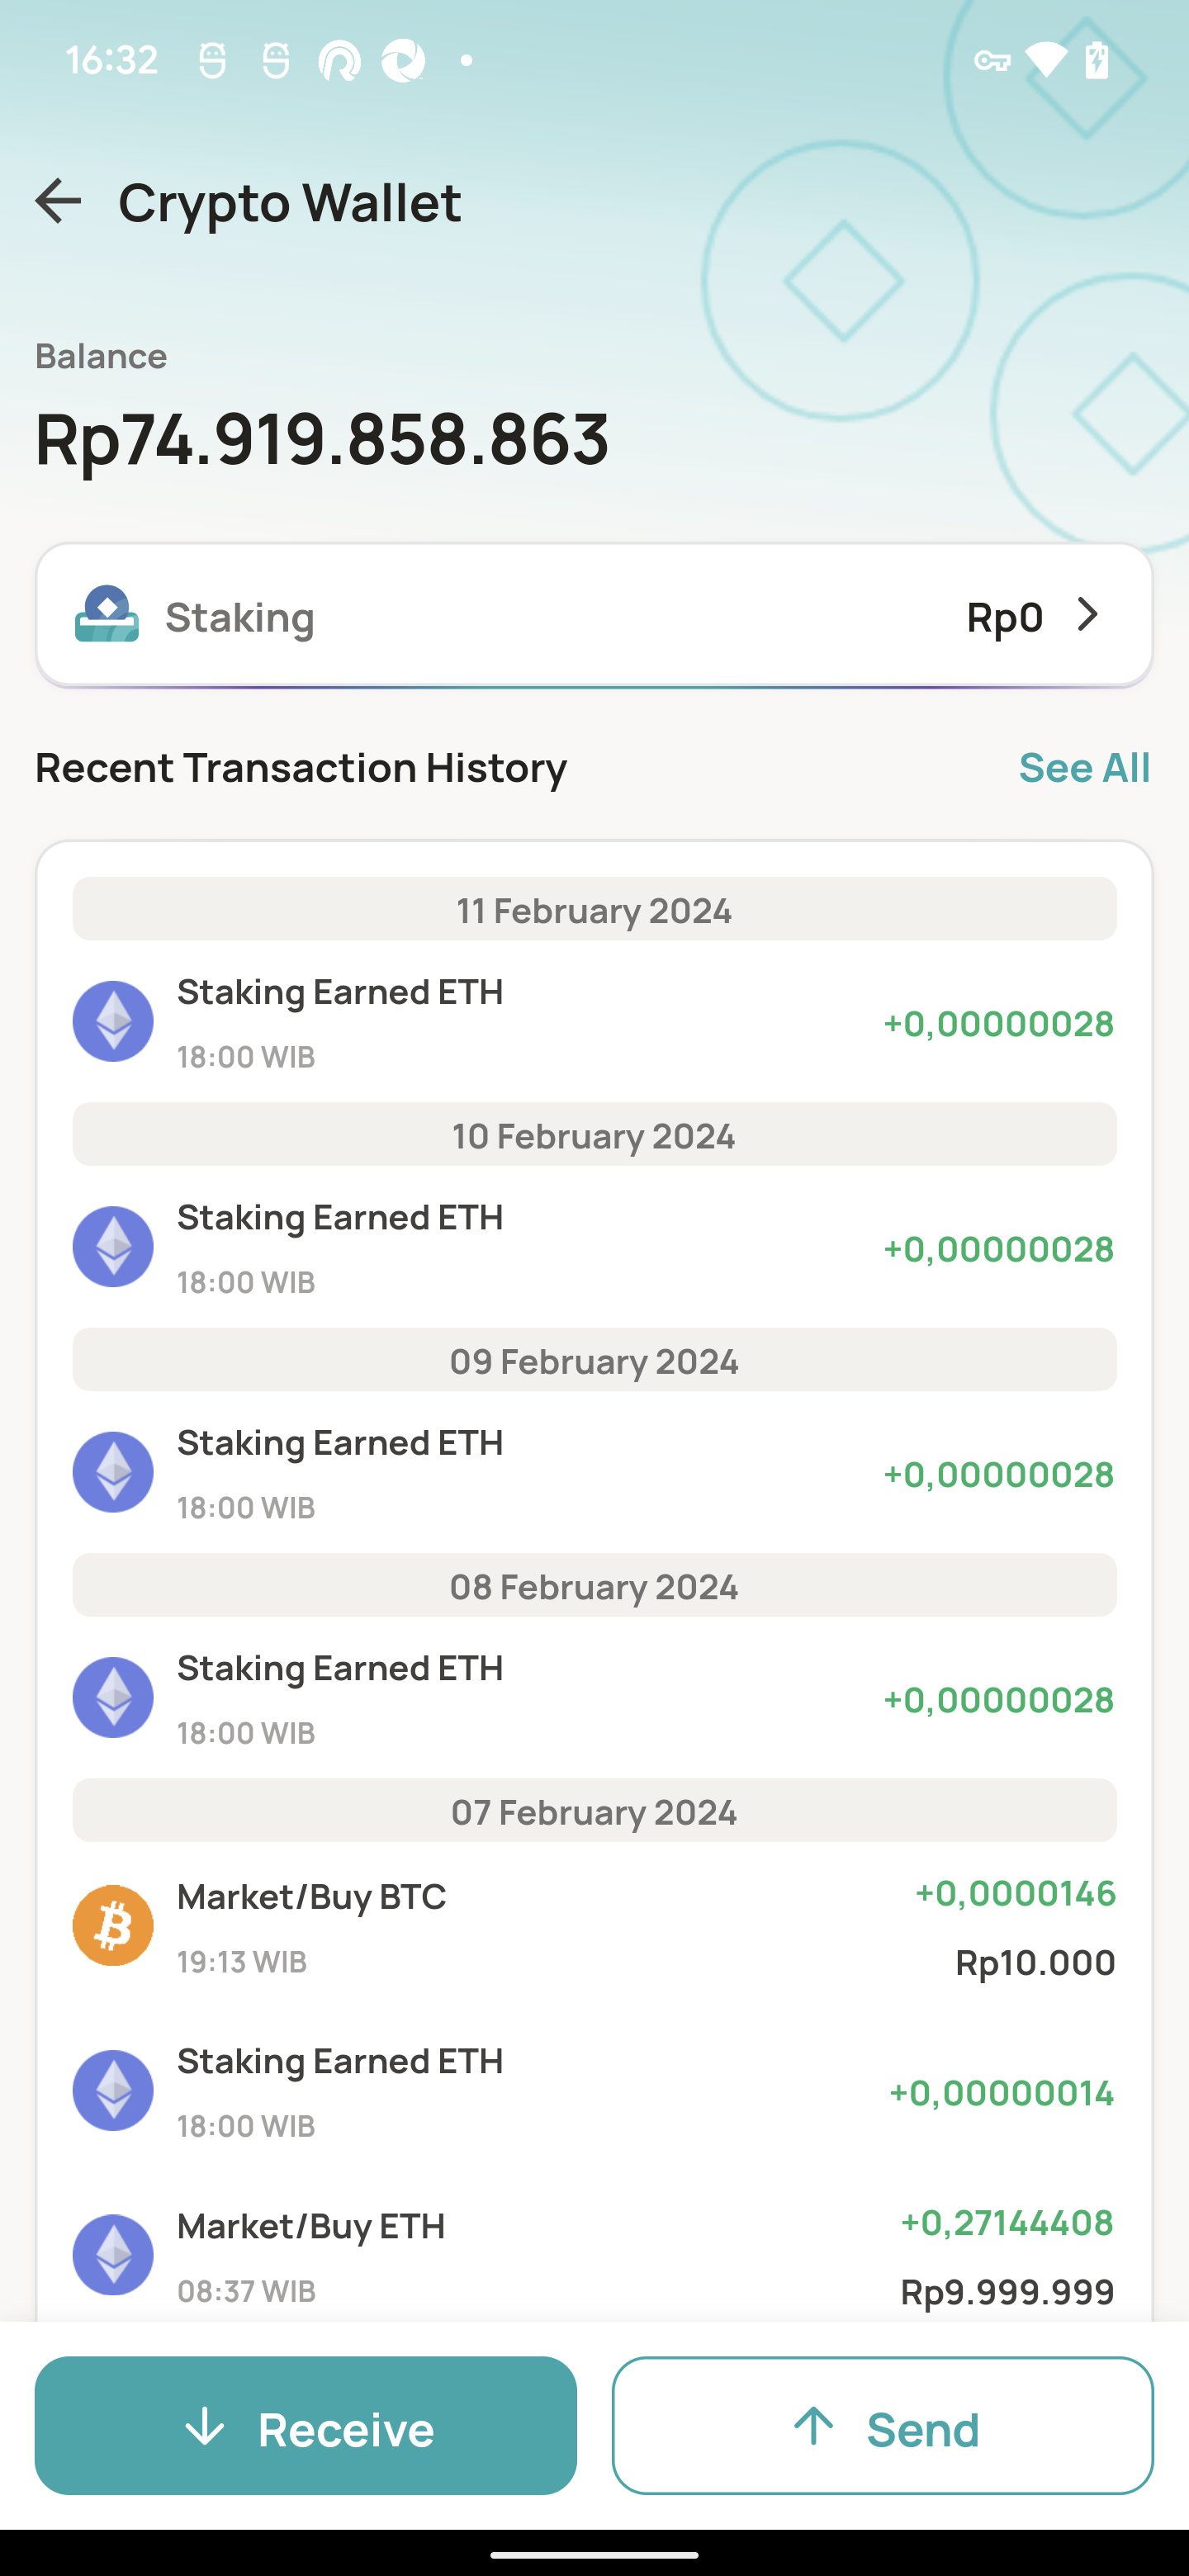 16:32
Crypto Wallet
Balance
Rp74.919.858.863
Staking Rp0
Recent Transaction History See All
11 February 2024
Staking Earned ETH
+0,00000028
18:00 WIB
10 February 2024
Staking Earned ETH
+0,00000028
18:00 WIB
09 February 2024
Staking Earned ETH
+0,00000028
18:00 WIB
08 February 2024
Staking Earned ETH
+0,00000028
18:00 WIB
07 February 2024
Market/Buy BTC +0,0000146
19:13 WIB Rp10.000
Staking Earned ETH
+0,00000014
18:00 WIB
Market/Buy ETH +0,27144408
08:37 WIB Rp9.999.999
Receive Send